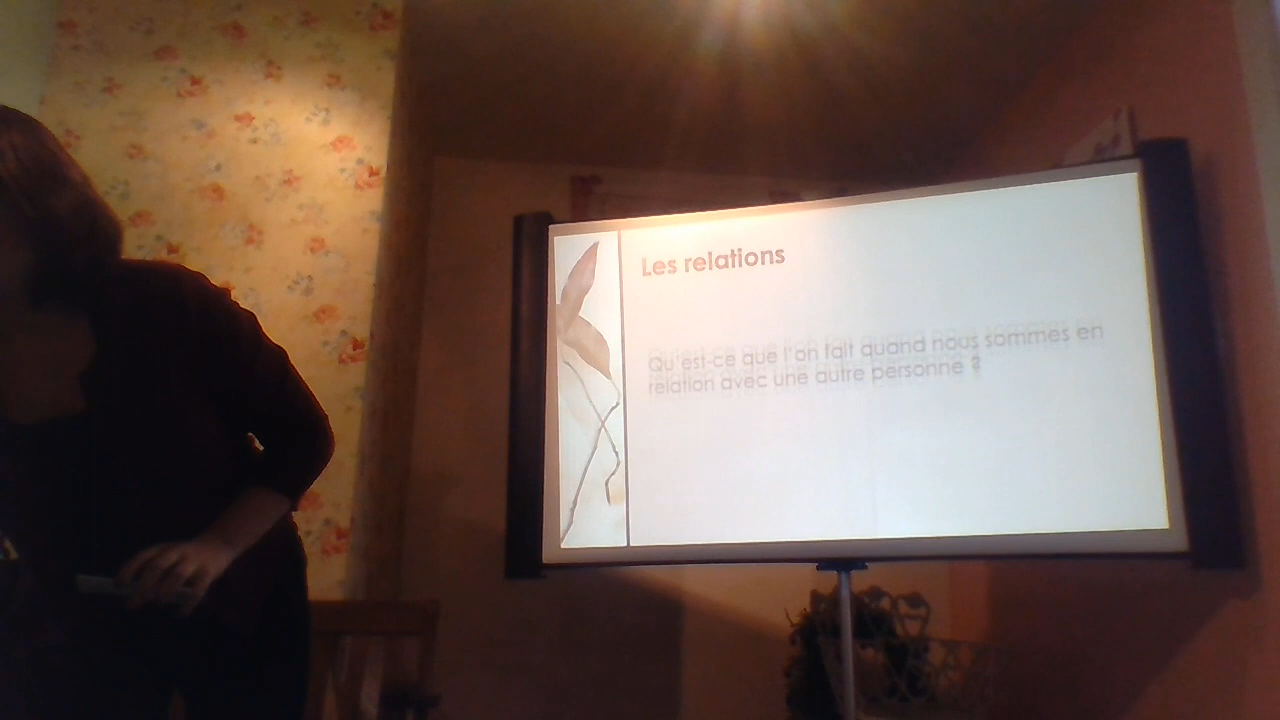 Les relations
Qu'est-ce que l'on fait quand nous sommes en
relation avec une autre personne ?